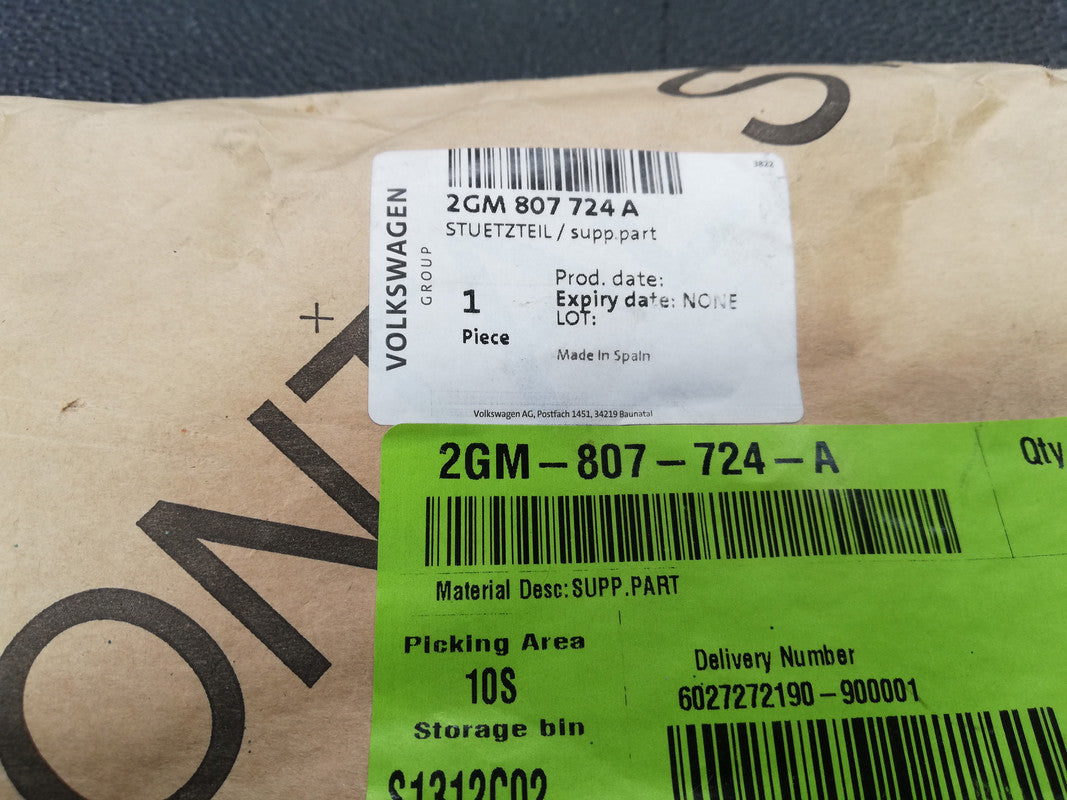 3822
2GM 807 724 A
STUETZTEIL / supp.part
VOLKSWAGEN
GROUP
1
Piece
Prod. date:
Expiry date: NONE
LOT:
Made In Spain
Volkswagen AG, Postfach 1451, 34219 Baunatal
2GM-807-724-A
Qty
Material Desc:SUPP.PART
Picking Area
10S
Storage bin
S1312C02
Delivery Number
6027272190-900001